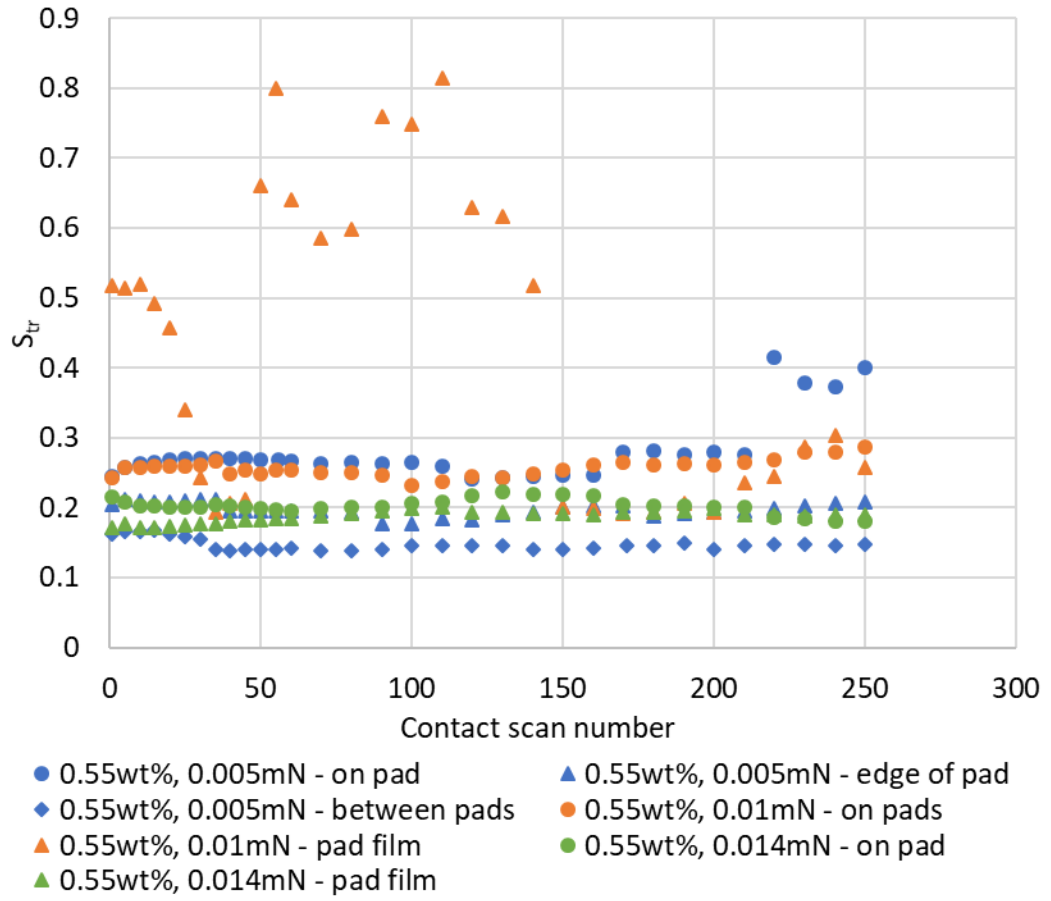 0.9
0.8
0.7
0.6
0.5
0.4
0.3
0.2
0.1
0
Str
0 50 100 150 200 250 300
Contact scan number
0.55wt%, 0.005mN - on pad 0.55wt%, 0.005mN - edge of pad
0.55wt%, 0.005mN - between pads 0.55wt%, 0.01mN - on pads
0.55wt%, 0.01mN - pad film 0.55wt%, 0.014mN - on pad
0.55wt%, 0.014mN - pad film